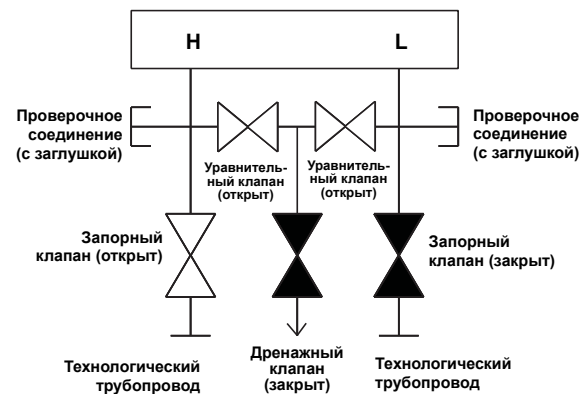 H
L
Проверочное
соединение
(с заглушкой)
Уравнитель-
ный клапан
(открыт)
Уравнитель-
ный клапан
(открыт)
Проверочное
соединение
(с заглушкой)
Запорный
клапан (открыт)
Запорный
клапан (закрыт)
Технологический
трубопровод
Дренажный
клапан
(закрыт)
Технологический
трубопровод